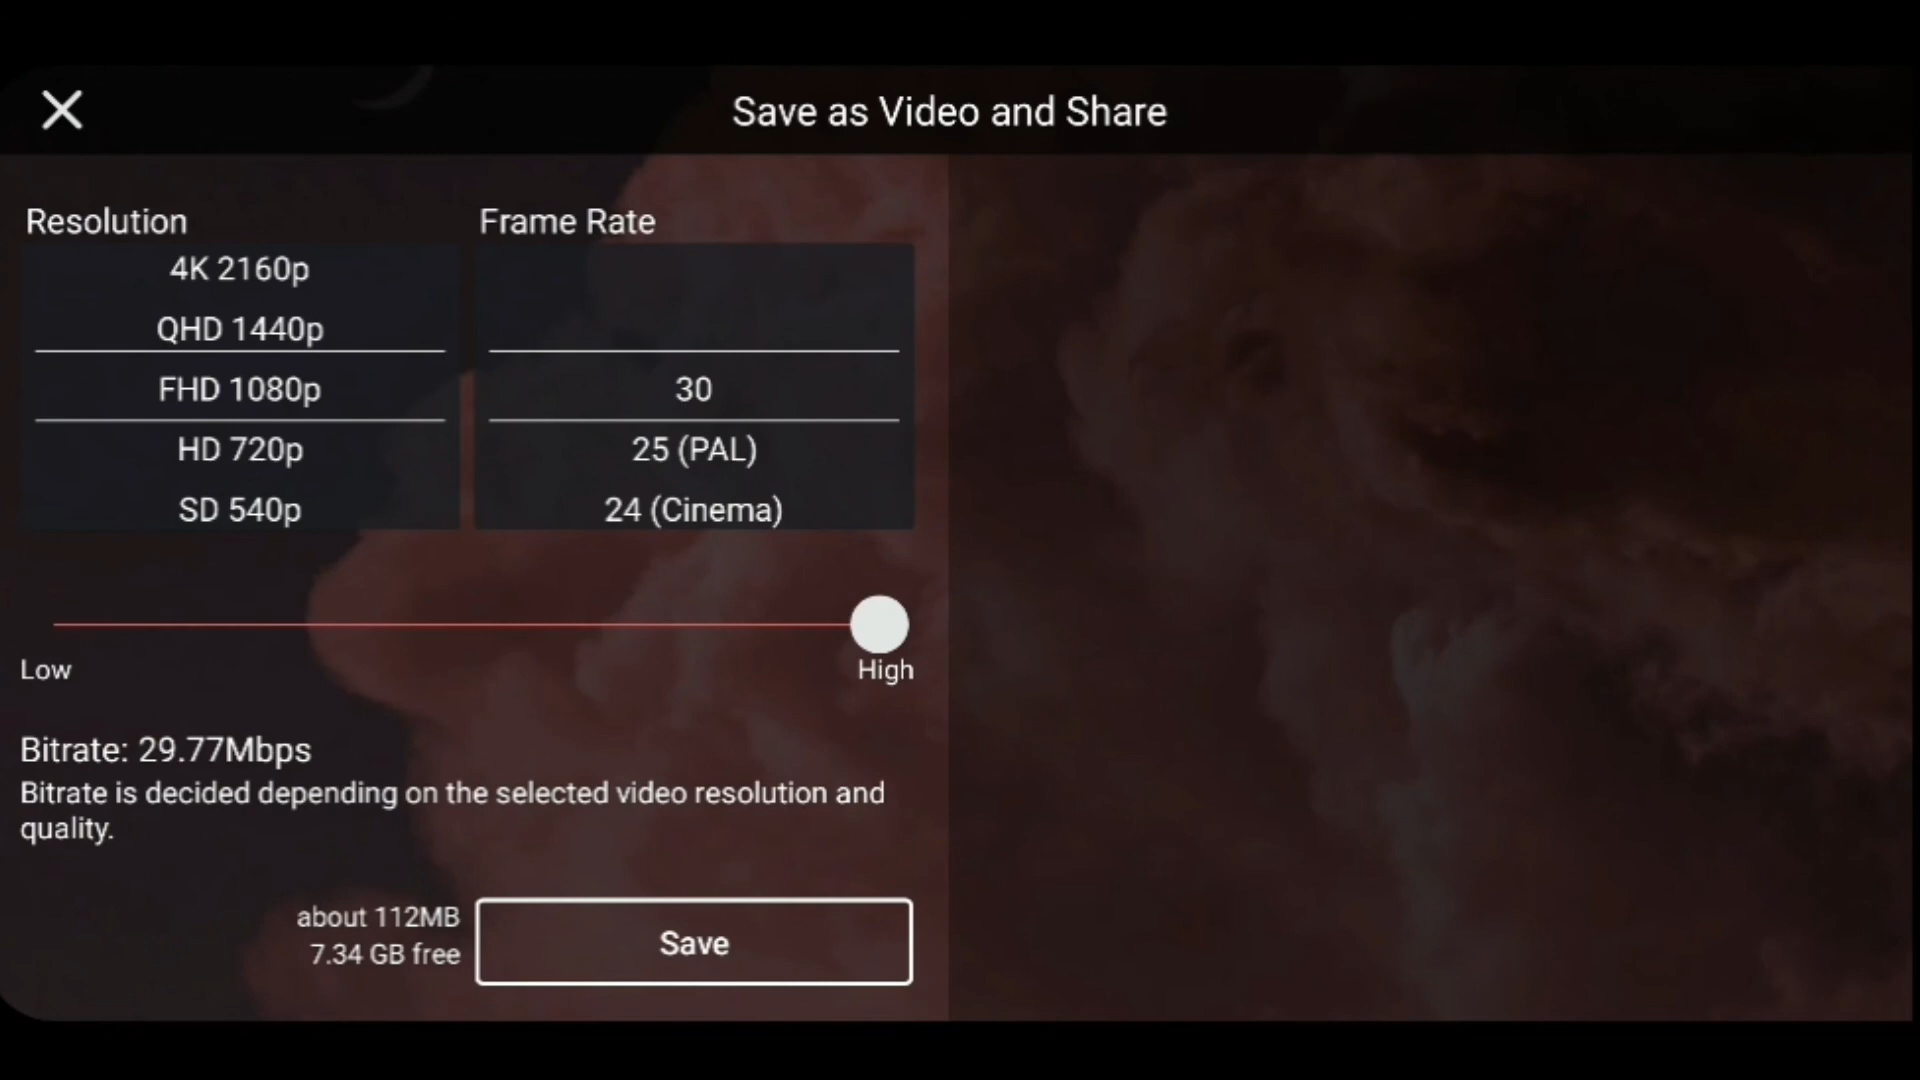 Save as Video and Share
Resolution
4K 2160p
QHD 1440p
FHD 1080p
HD 720p
SD 540p
Frame Rate
30
25 (PAL)
24 (Cinema)
Low
High
Bitrate: 29.77Mbps
Bitrate is decided depending on the selected video resolution and
quality.
about 112MB
7.34 GB free
Save